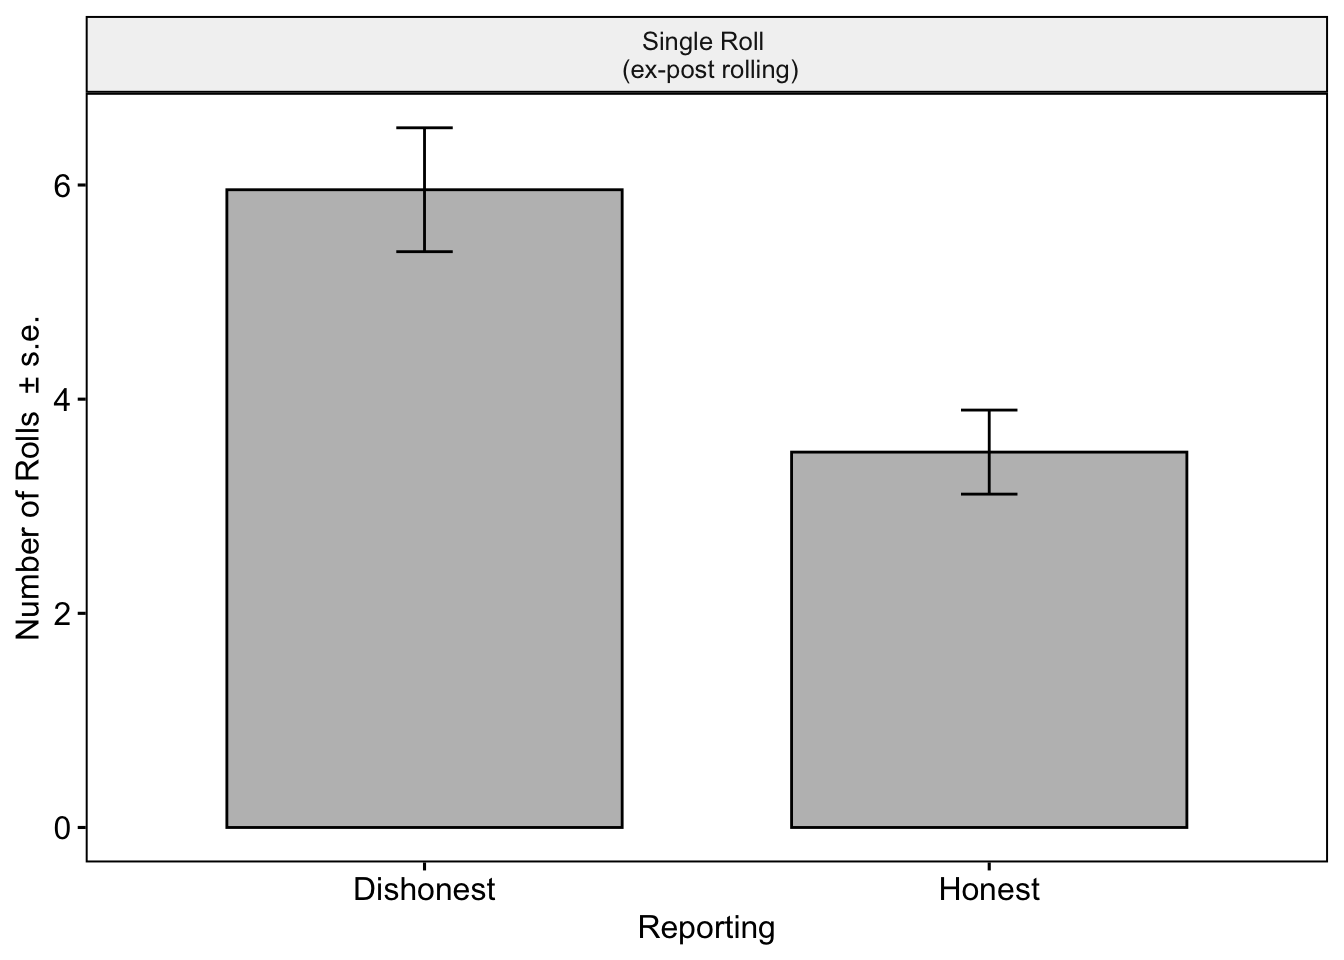 Single Roll
(ex-post rolling)
Number of Rolls ± s.e.
6
4
2
0
Dishonest
Honest
Reporting